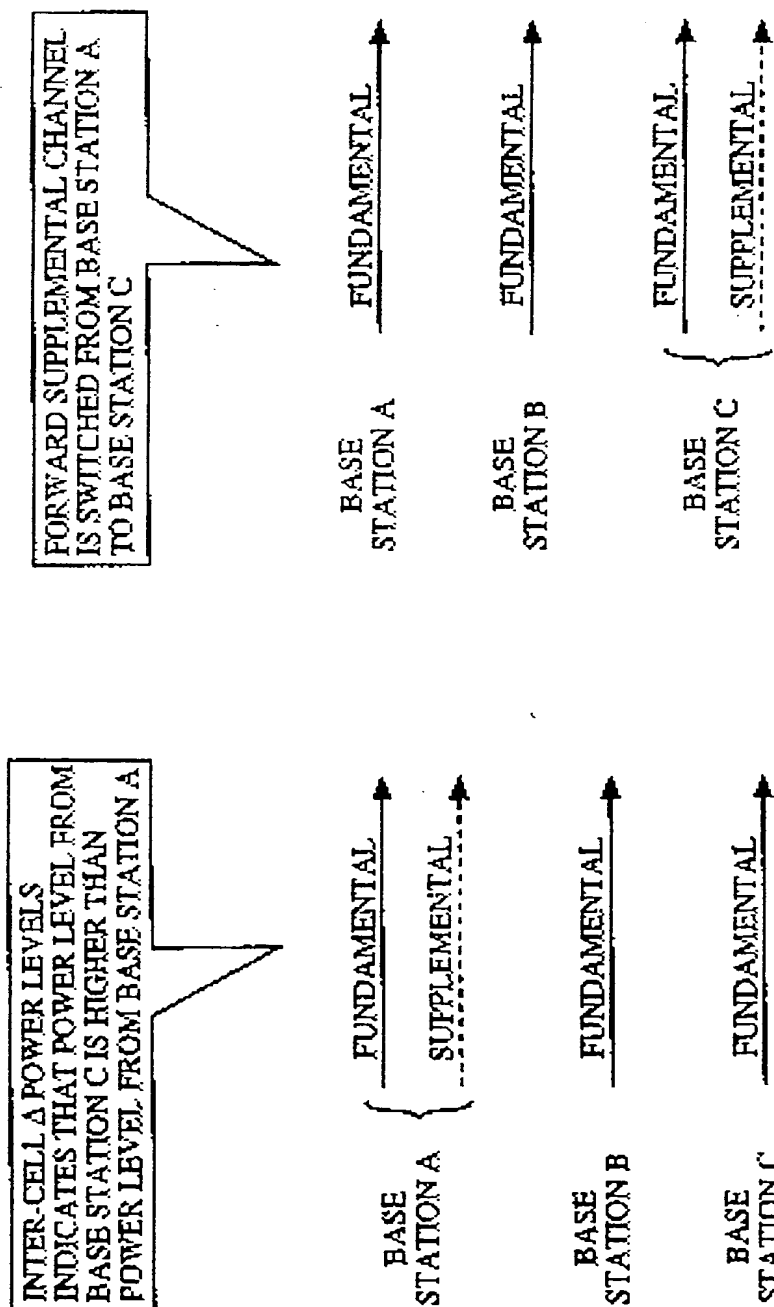 INTER-CELL Δ POWER LEVELS
INDICATES THAT POWER LEVEL FROM
BASE STATION C IS HIGHER THAN
POWER LEVEL FROM BASE STATION A
BASE
STATION A
FUNDAMENTAL
SUPPLEMENTAL
BASE
STATION B
FUNDAMENTAL
BASE
STATION C
FUNDAMENTAL
FORWARD SUPPLEMENTAL CHANNEL
IS SWITCHED FROM BASE STATION A
TO BASE STATION C
BASE
STATION A
FUNDAMENTAL
BASE
STATION B
FUNDAMENTAL
BASE
STATION C
FUNDAMENTAL
SUPPLEMENTAL